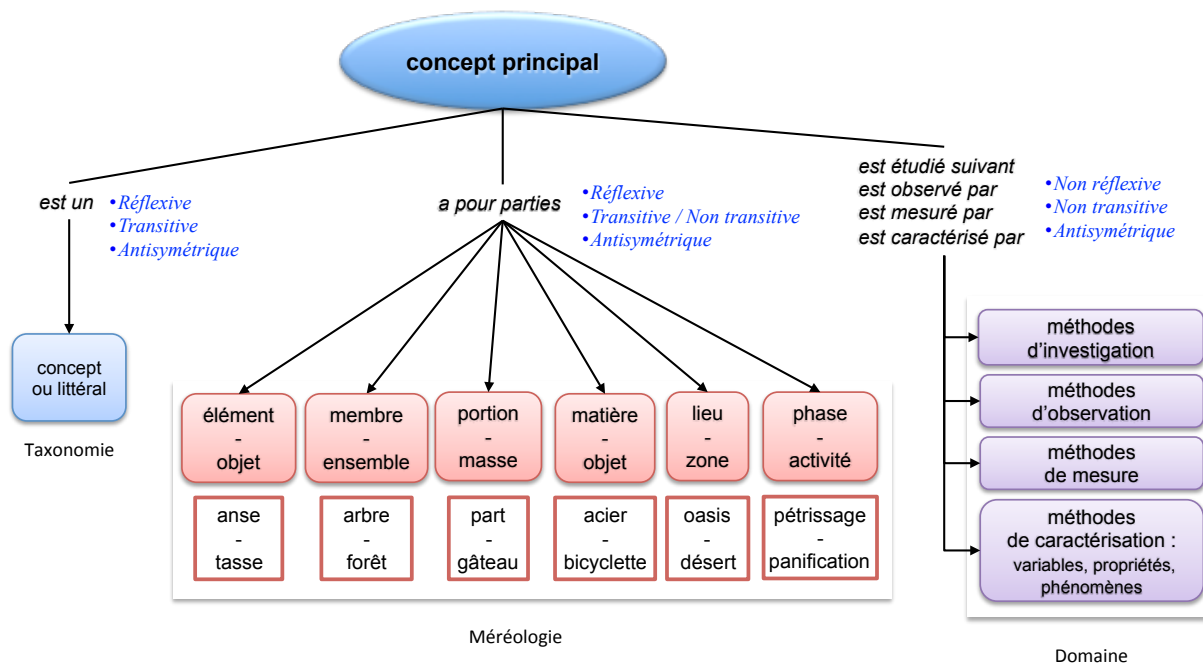 concept principal
est un
•Réflexive
•Transitive
•Antisymétrique
a pour parties
•Réflexive
•Transitive / Non transitive
•Antisymétrique
est étudié suivant
est observé par
est mesuré par
est caractérisé par
•Non réflexive
•Non transitive
•Antisymétrique
concept
ou littéral
Taxonomie
élément
-
objet
membre
-
ensemble
portion
-
masse
matière
-
objet
lieu
-
zone
phase
-
activité
anse
-
tasse
arbre
-
forêt
part
-
gâteau
acier
-
bicyclette
oasis
-
désert
pétrissage
-
panification
Méréologie
méthodes
d'investigation
méthodes
d'observation
méthodes
de mesure
méthodes
de caractérisation :
variables, propriétés,
phénomènes
Domaine